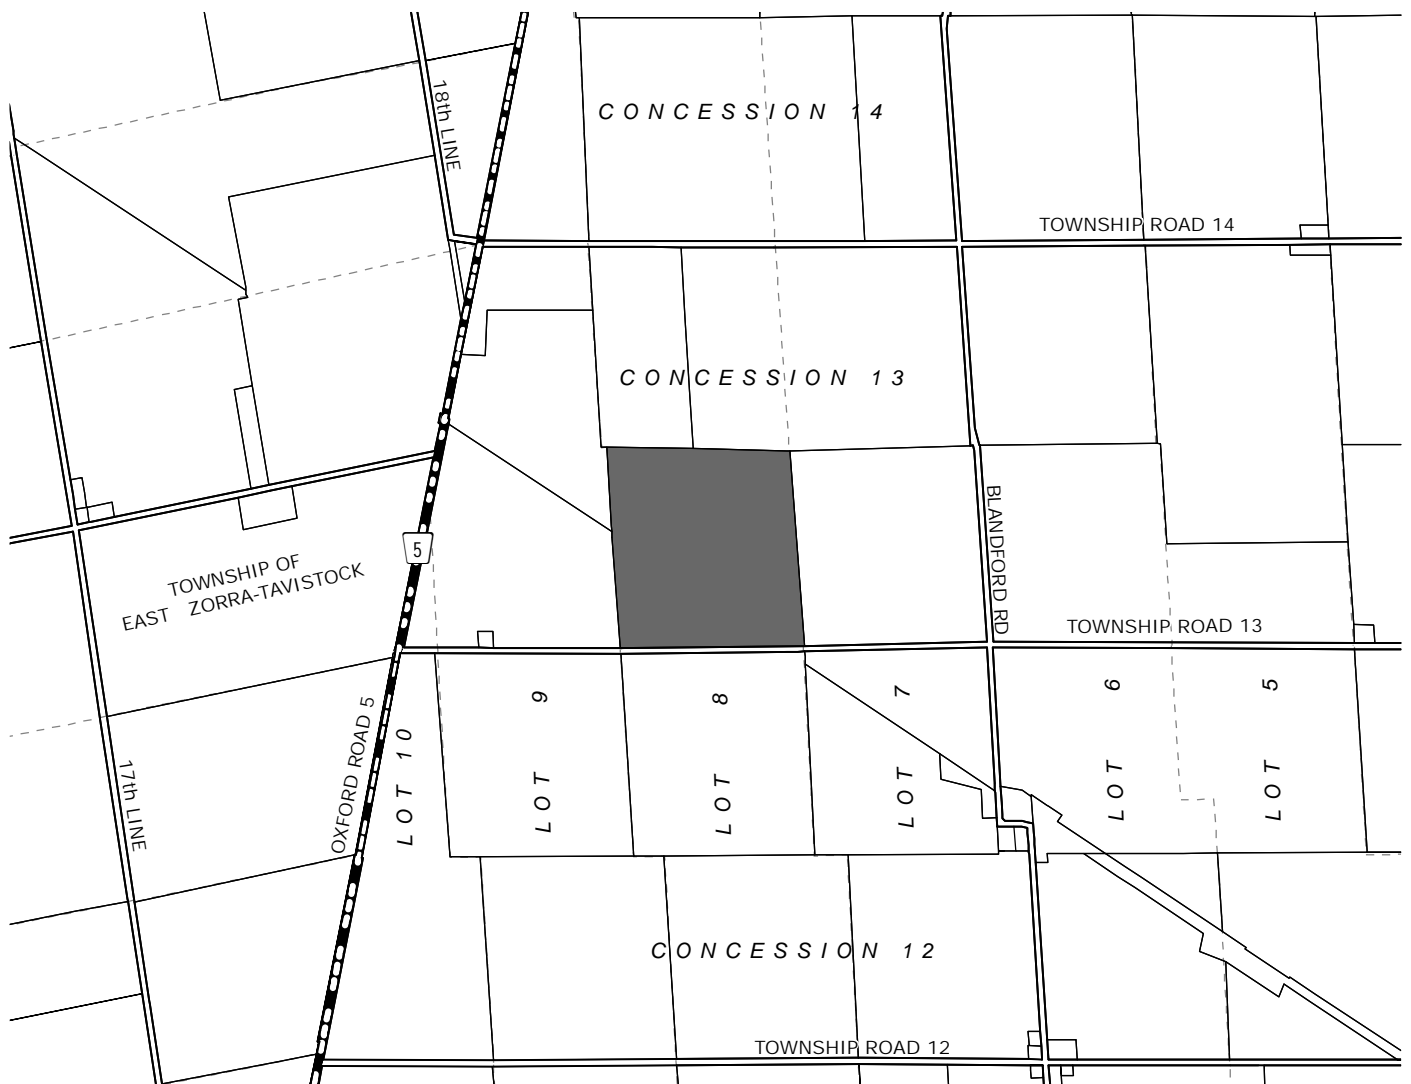 18th LINE
CONCESSION 14
TOWNSHIP ROAD 14
CONCESSION 13
BLANDFORD RD
5
TOWNSHIP OF
EAST ZORRA-TAVISTOCK
TOWNSHIP ROAD 13
17th LINE
OXFORD ROAD 5
LOT 10
LOT 9
LOT 8
LOT 7
LOT 6
LOT 5
CONCESSION 12
TOWNSHIP ROAD 12